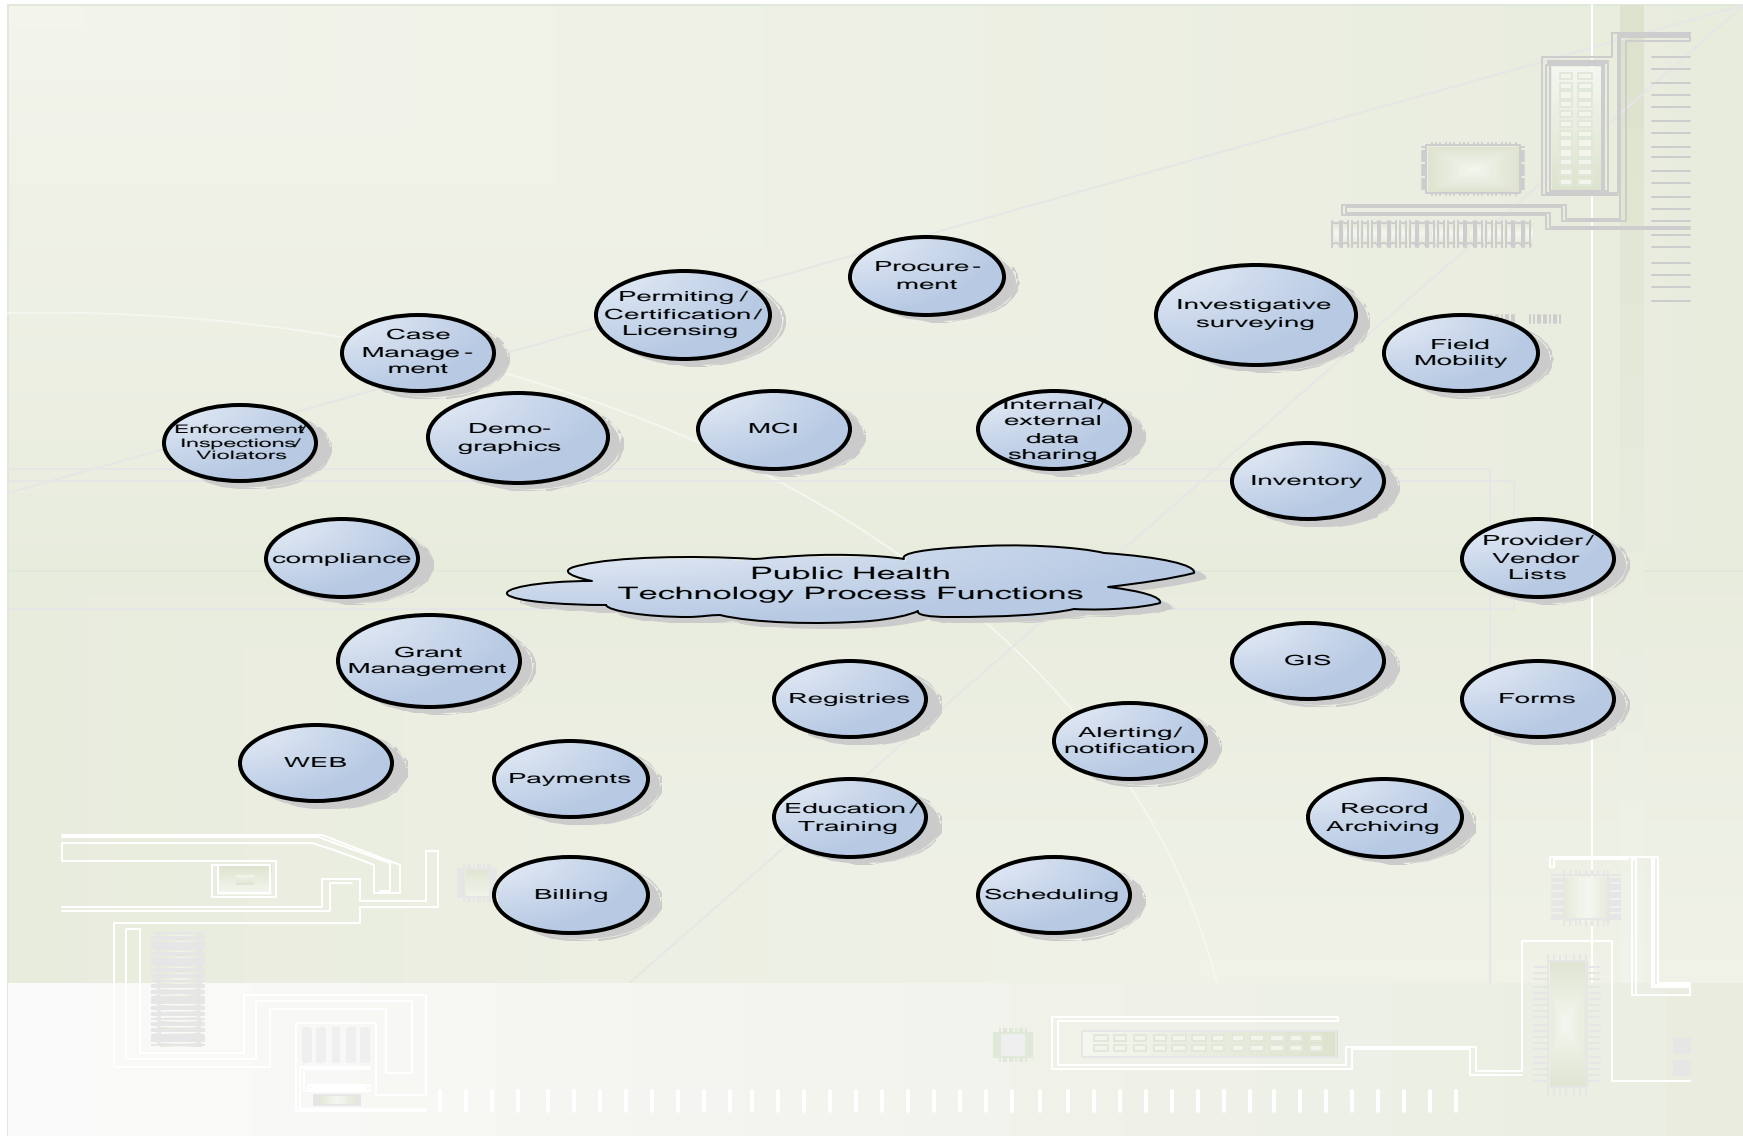 Procure-
ment
Permiting /
Certification/
Licensing
Investigative
surveying
Case
Manage-
ment
Field
Mobility
Enforcement/
Inspections/
Violators
Demo-
graphics
MCI
Internal/
external
data
sharing
Inventory
compliance
Public Health
Technology Process Functions
Provider/
Vendor
Lists
Grant
Management
Registries
GIS
Forms
WEB
Payments
Alerting/
notification
Education/
Training
Record
Archiving
Billing
Scheduling